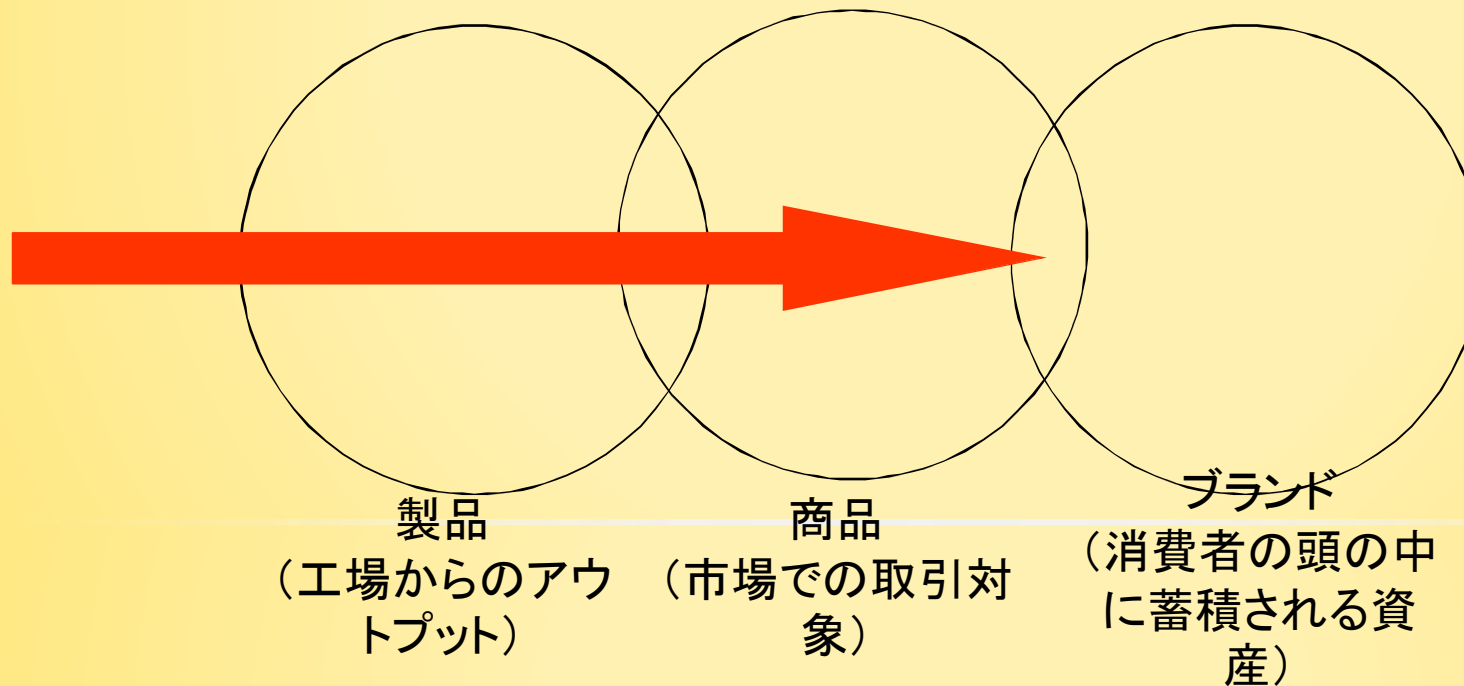 製品
（工場からのアウ
トプット）
商品
（市場での取引対
象）
ブランド
（消費者の頭の中
に蓄積される資
産）